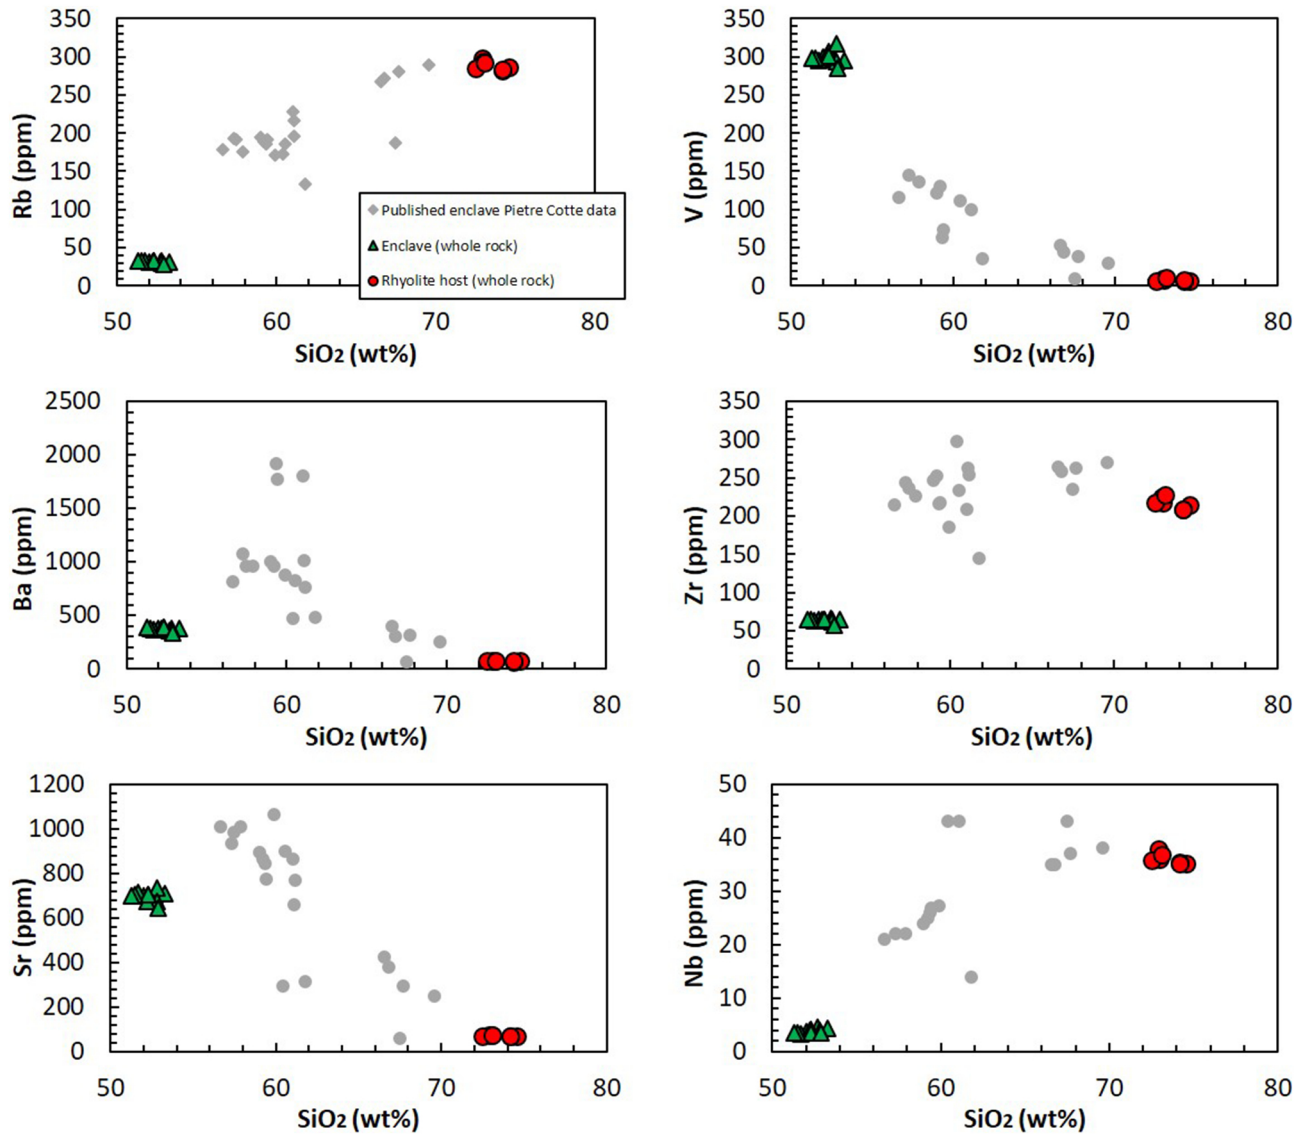 350
300
250
200
150
100
50
0
Rb (ppm)
Published enclave Pietre Cotte data
Enclave (whole rock)
Rhyolite host (whole rock)
50 60 70 80
SiO2 (wt%)
350
300
250
200
150
100
50
0
V (ppm)
50 60 70 80
SiO2 (wt%)
2500
2000
1500
1000
500
0
Ba (ppm)
50 60 70 80
SiO2 (wt%)
350
300
250
200
150
100
50
0
Zr (ppm)
50 60 70 80
SiO2 (wt%)
1200
1000
800
600
400
200
0
Sr (ppm)
50 60 70 80
SiO2 (wt%)
50
40
30
20
10
0
Nb (ppm)
50 60 70 80
SiO2 (wt%)